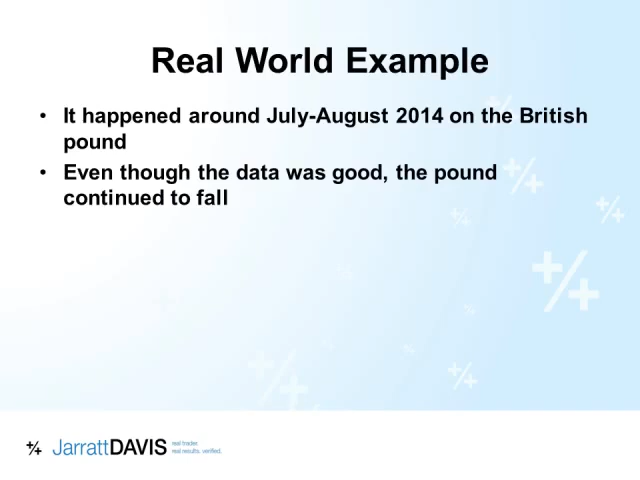 Real World Example
• It happened around July-August 2014 on the British
pound
• Even though the data was good, the pound
continued to fall
+⁄+ JarrattDAVIS real trades
real results. verified.